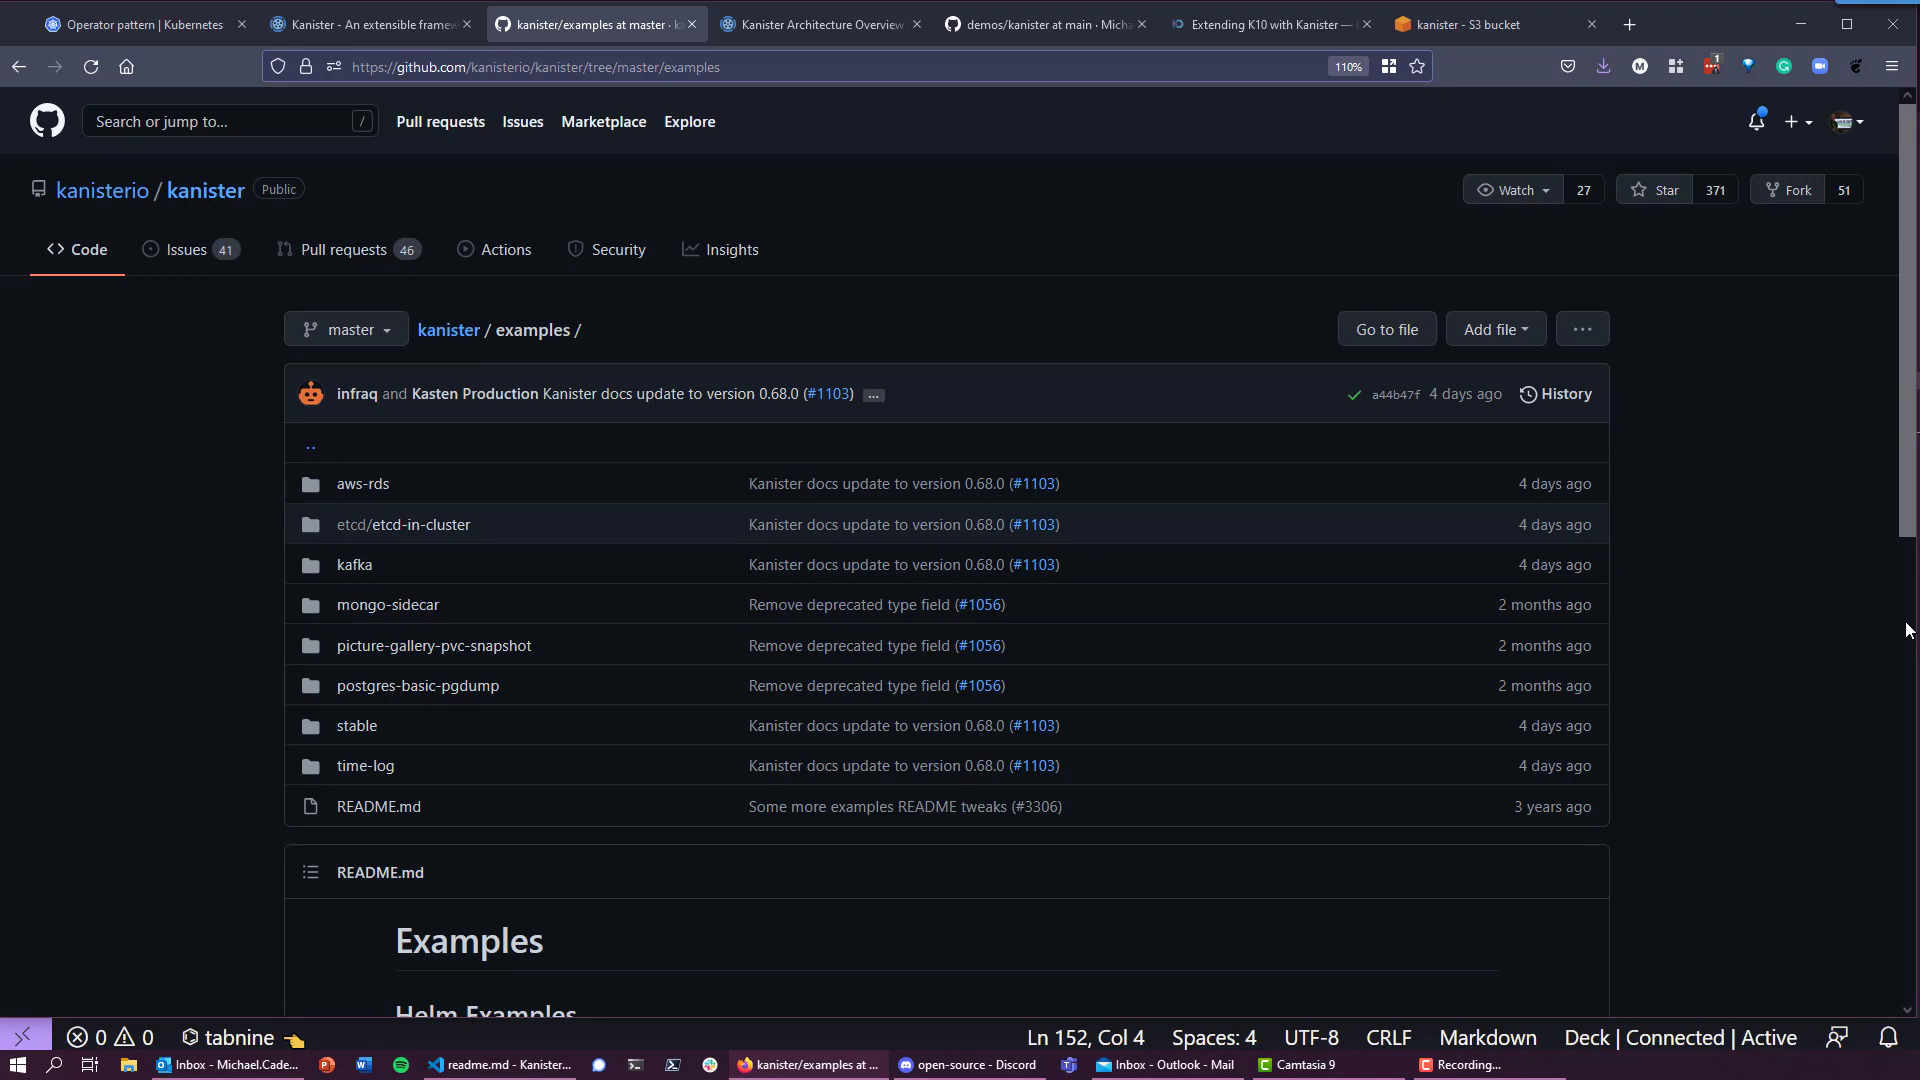 Operator pattern | Kubernetes
Kanister - An extensible framew
kanister/examples at master · ka
Kanister Architecture Overview
demos/kanister at main · Micha
Extending K10 with Kanister —
kanister - S3 bucket
https://github.com/kanisterio/kanister/tree/master/examples
110%
M
1
Search or jump to...
/
Pull requests
Issues
Marketplace
Explore
kanisterio / kanister
Public
Watch
27
Star
371
Fork
51
Code
Issues 41
Pull requests 46
Actions
Security
Insights
master
kanister / examples /
Go to file
Add file
...
infraq and Kasten Production Kanister docs update to version 0.68.0 (#1103) ...
a44b47f 4 days ago
History
..
aws-rds Kanister docs update to version 0.68.0 (#1103) 4 days ago
etcd/etcd-in-cluster Kanister docs update to version 0.68.0 (#1103) 4 days ago
kafka Kanister docs update to version 0.68.0 (#1103) 4 days ago
mongo-sidecar Remove deprecated type field (#1056) 2 months ago
picture-gallery-pvc-snapshot Remove deprecated type field (#1056) 2 months ago
postgres-basic-pgdump Remove deprecated type field (#1056) 2 months ago
stable Kanister docs update to version 0.68.0 (#1103) 4 days ago
time-log Kanister docs update to version 0.68.0 (#1103) 4 days ago
README.md Some more examples README tweaks (#3306) 3 years ago
README.md
Examples
Helm Examples
0 0 tabnine
Ln 152, Col 4
Spaces: 4
UTF-8
CRLF
Markdown
Deck | Connected | Active
Inbox - Michael.Cade...
readme.md - Kanister...
kanister/examples at ...
open-source - Discord
Inbox - Outlook - Mail
Camtasia 9
Recording...